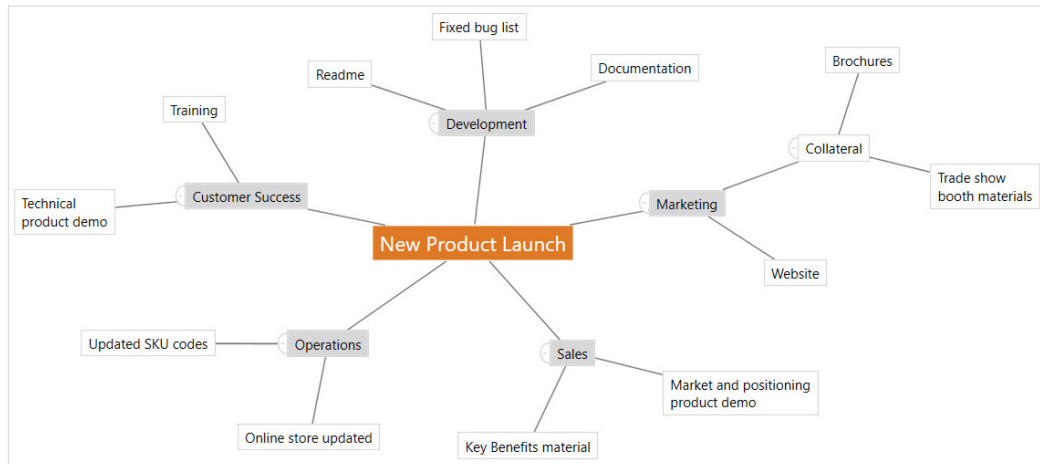 Fixed bug list
Brochures
Readme
Documentation
Training
Development
Collateral
Customer Success
Technical
product demo
Marketing
Trade show
booth materials
New Product Launch
Website
Updated SKU codes
Operations
Sales
Market and positioning
product demo
Online store updated
Key Benefits material